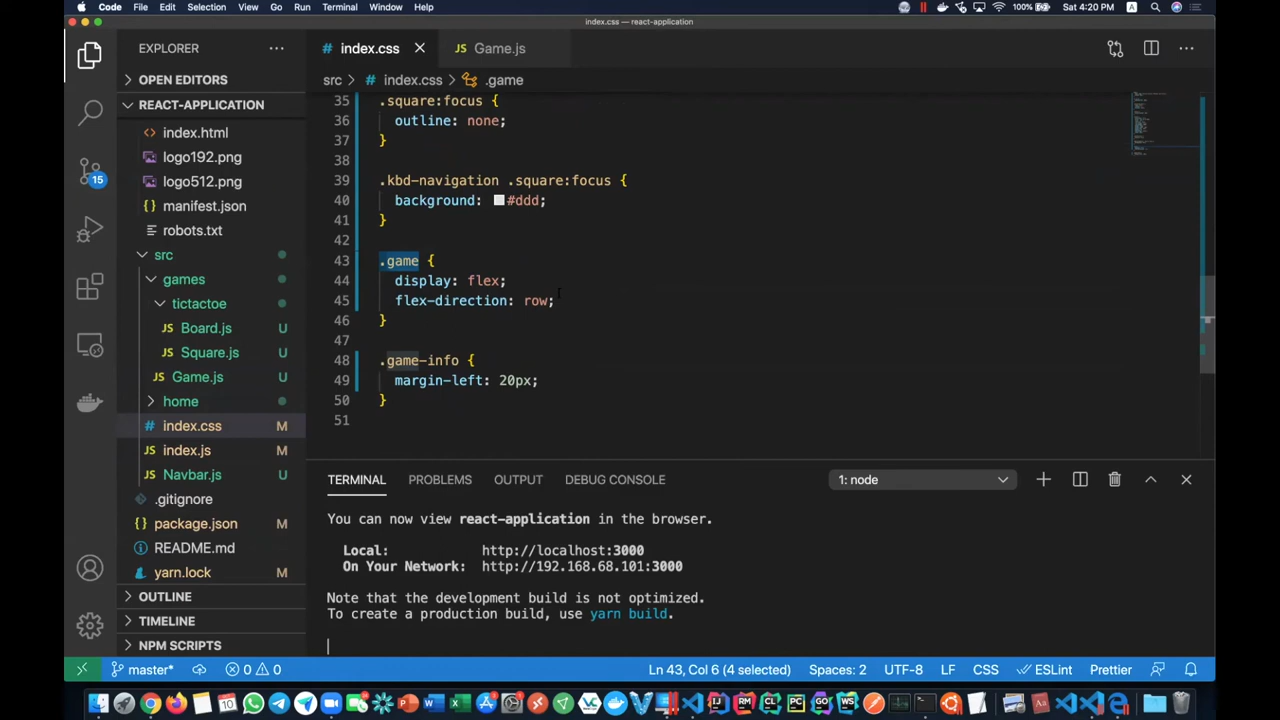 Code File Edit Selection View Go Run Terminal Window Help 100% Sat 4:20 PM A
index.css — react-application
EXPLORER
OPEN EDITORS
REACT-APPLICATION
index.html
logo192.png
logo512.png
manifest.json
robots.txt
src
games
tictactoe
Board.js U
Square.js U
Game.js U
home
index.css M
index.js M
Navbar.js U
.gitignore
package.json M
README.md
yarn.lock M
OUTLINE
TIMELINE
NPM SCRIPTS
15
# index.css JS Game.js
src > # index.css > .game
35 .square:focus {
36 outline: none;
37 }
38
39 .kbd-navigation .square:focus {
40 background: #ddd;
41 }
42
43 .game {
44 display: flex;
45 flex-direction: row;
46 }
47
48 .game-info {
49 margin-left: 20px;
50 }
51
TERMINAL PROBLEMS OUTPUT DEBUG CONSOLE 1: node
You can now view react-application in the browser.
Local: http://localhost:3000
On Your Network: http://192.168.68.101:3000
Note that the development build is not optimized.
To create a production build, use yarn build.
master* 0 0 Ln 43, Col 6 (4 selected) Spaces: 2 UTF-8 LF CSS ESLint Prettier